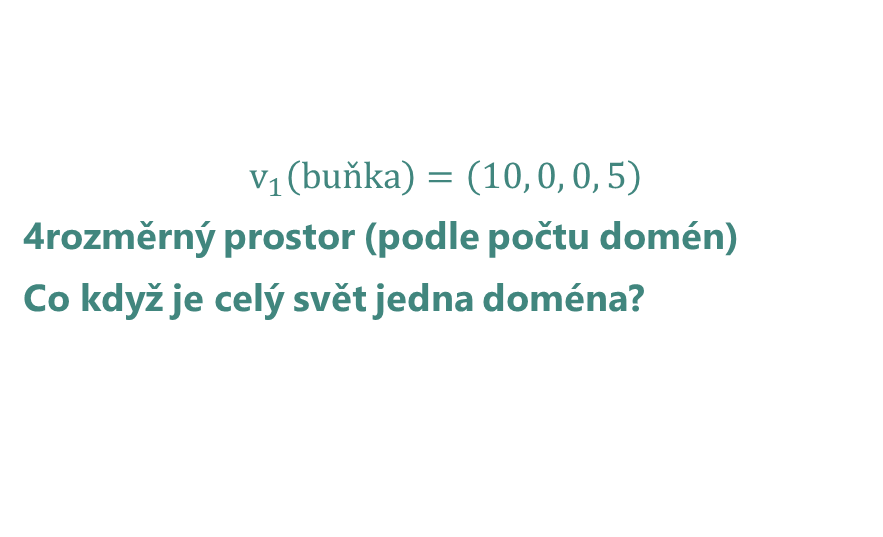 v₁(buňka) = (10, 0, 0, 5)
4rozměrný prostor (podle počtu domén)
Co když je celý svět jedna doména?